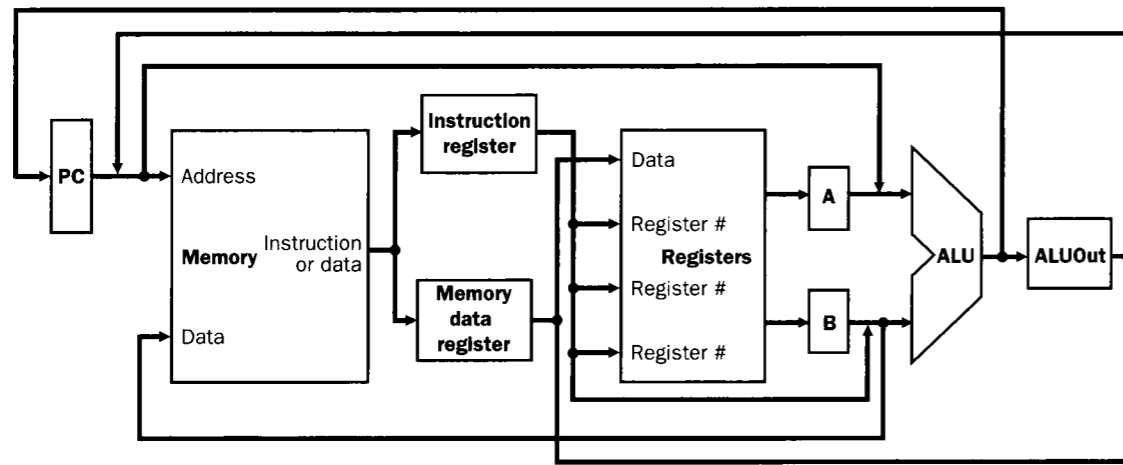 PC
Address
Memory
Instruction
or data
Data
Instruction
register
Memory
data
register
Data
Register #
Registers
Register #
Register #
A
B
ALU
ALUOut